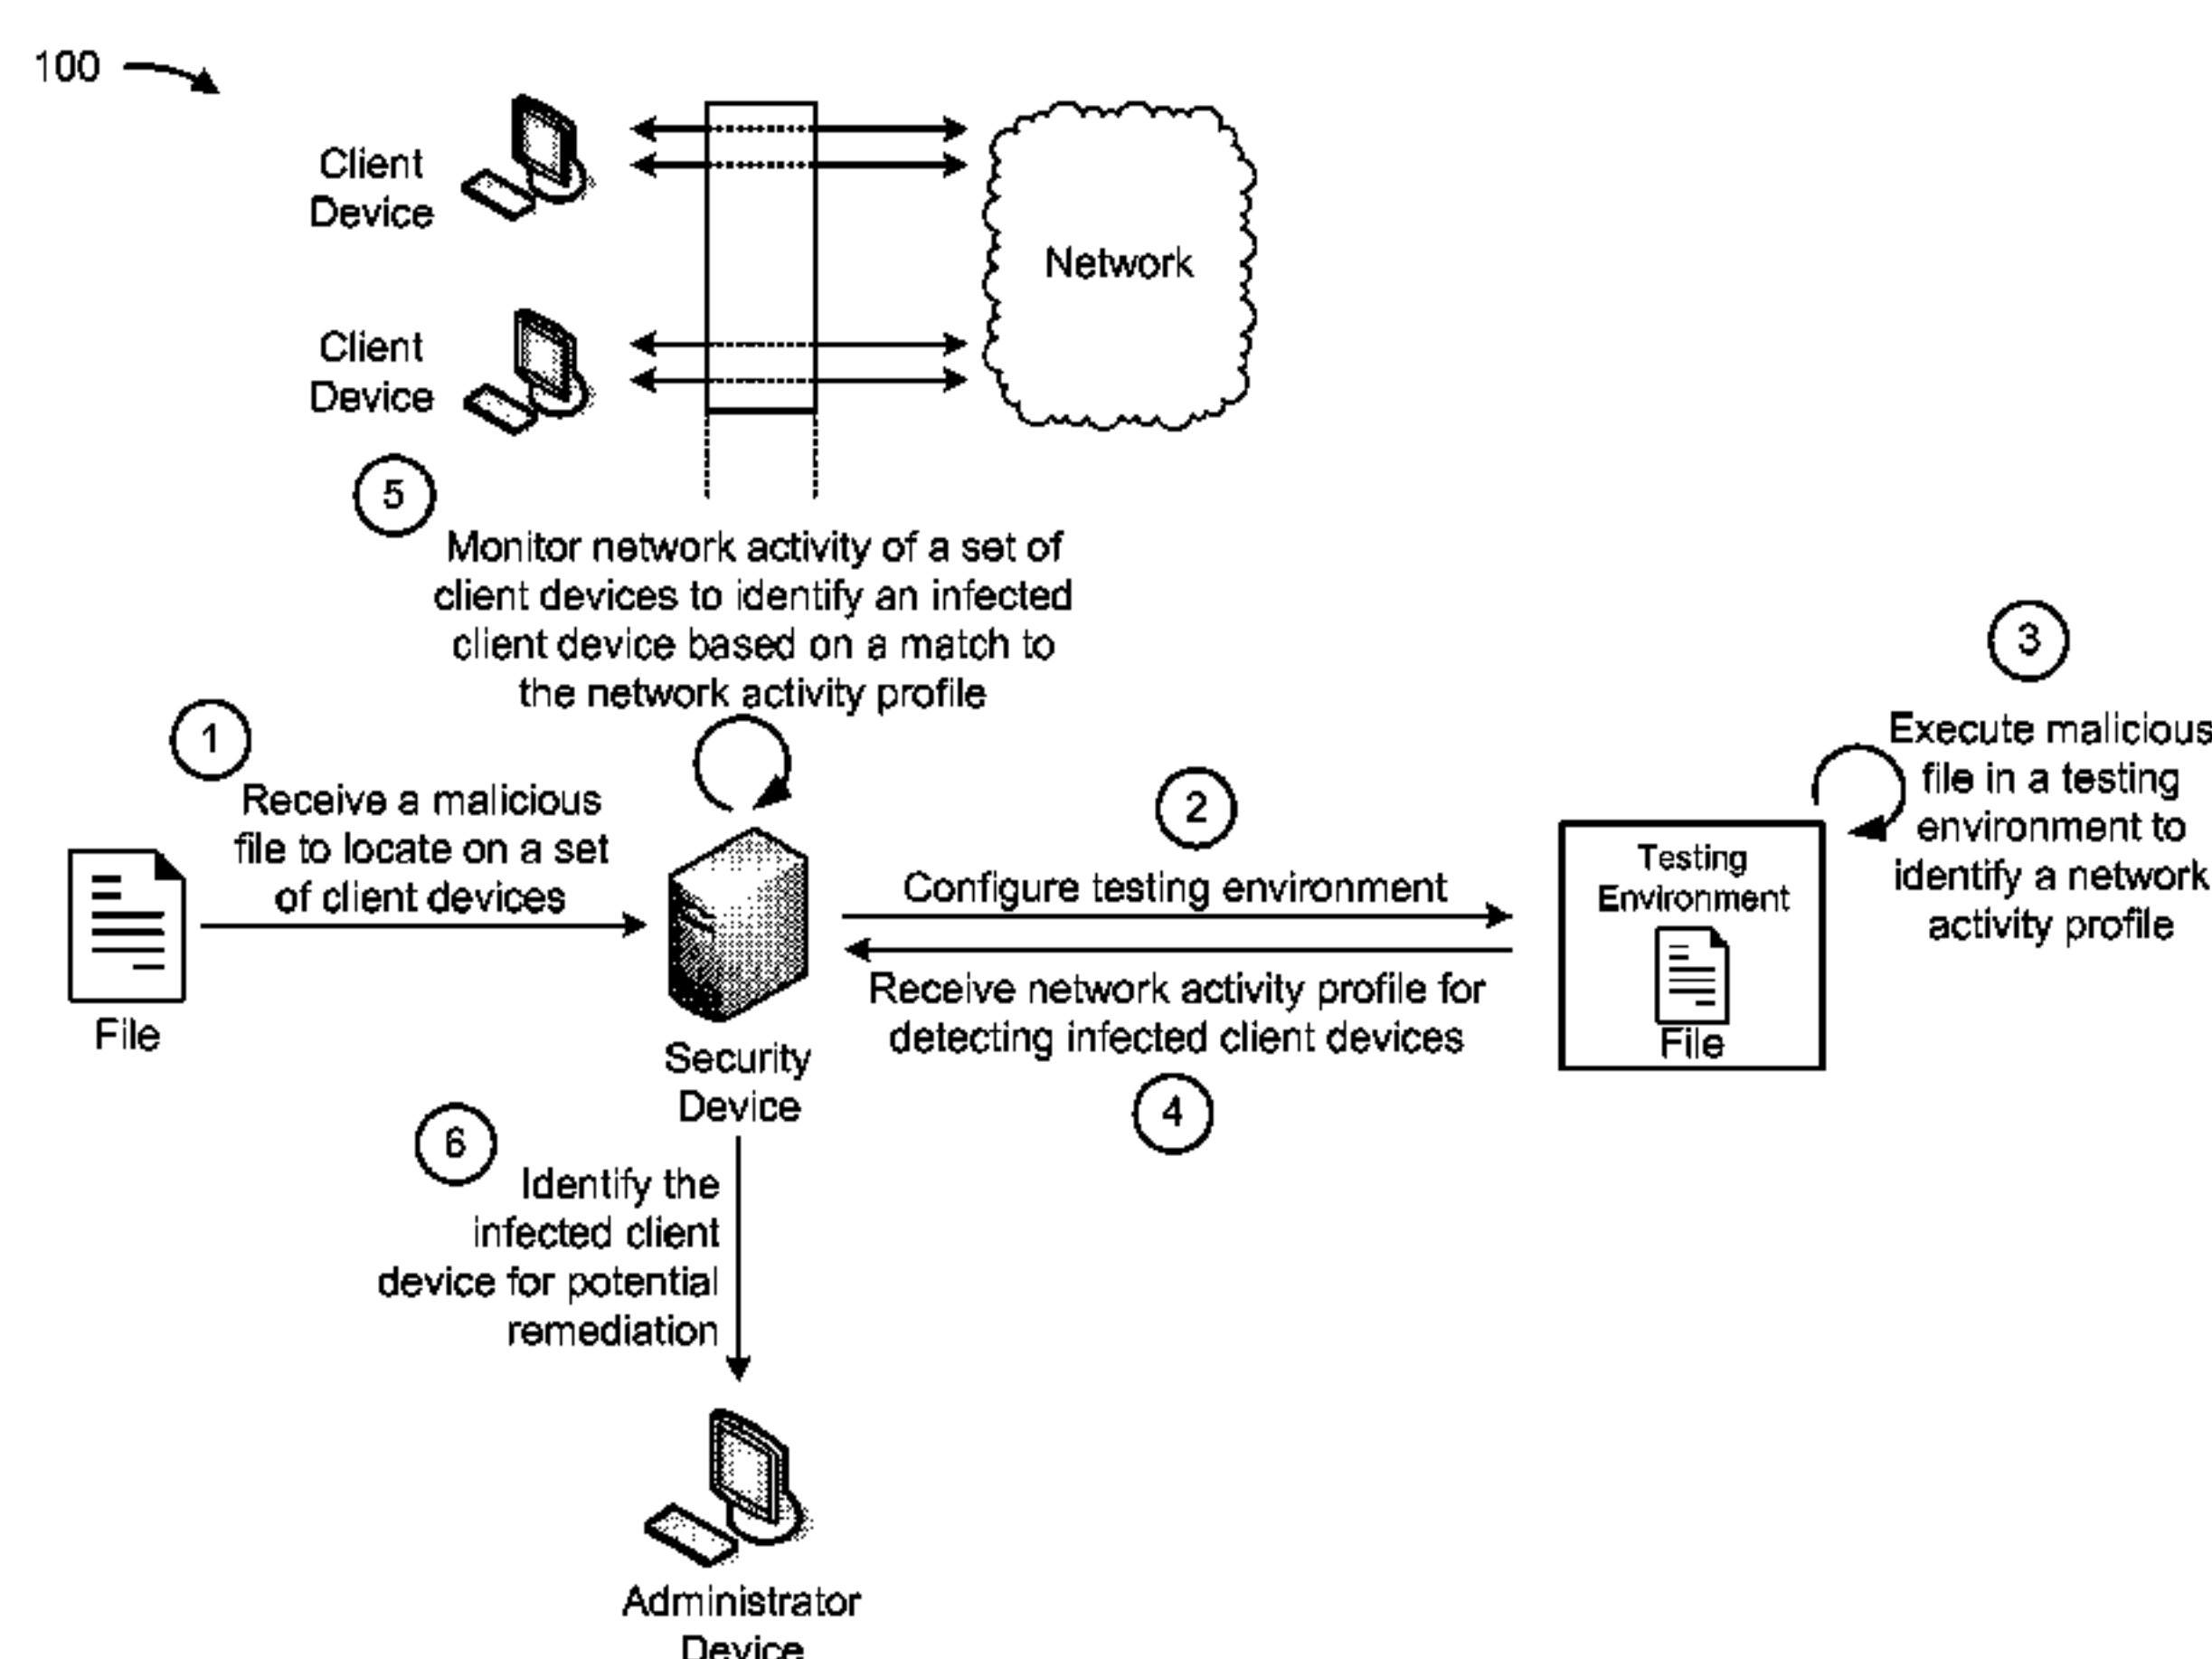 100
Client
Device
Network
Client
Device
5
Monitor network activity of a set of
client devices to identify an infected
client device based on a match to
the network activity profile
1
Receive a malicious
file to locate on a set
of client devices
File
Security
Device
2
Configure testing environment
Receive network activity profile for
detecting infected client devices
4
3
Execute malicious
file in a testing
environment to
identify a network
activity profile
Testing
Environment
File
6
Identify the
infected client
device for potential
remediation
Administrator
Device